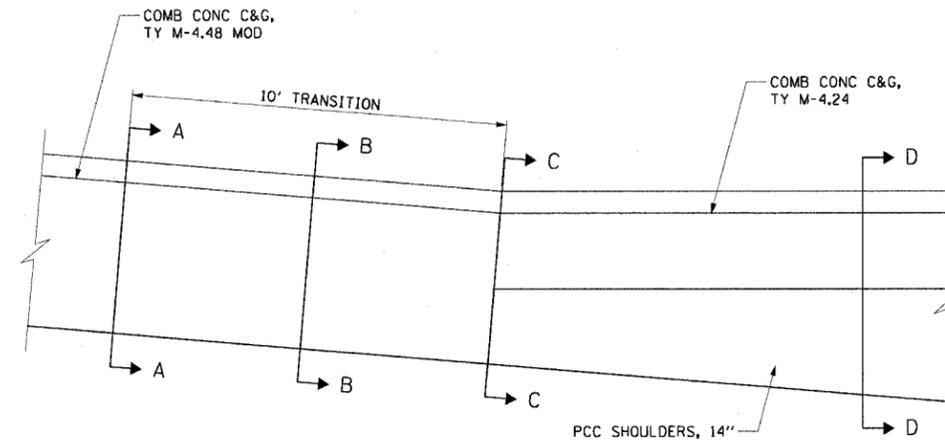 COMB CONC C&G,
TY M-4.48 MOD
10' TRANSITION
COMB CONC C&G,
TY M-4.24
A
B
C
D
A
B
C
D
PCC SHOULDERS, 14"